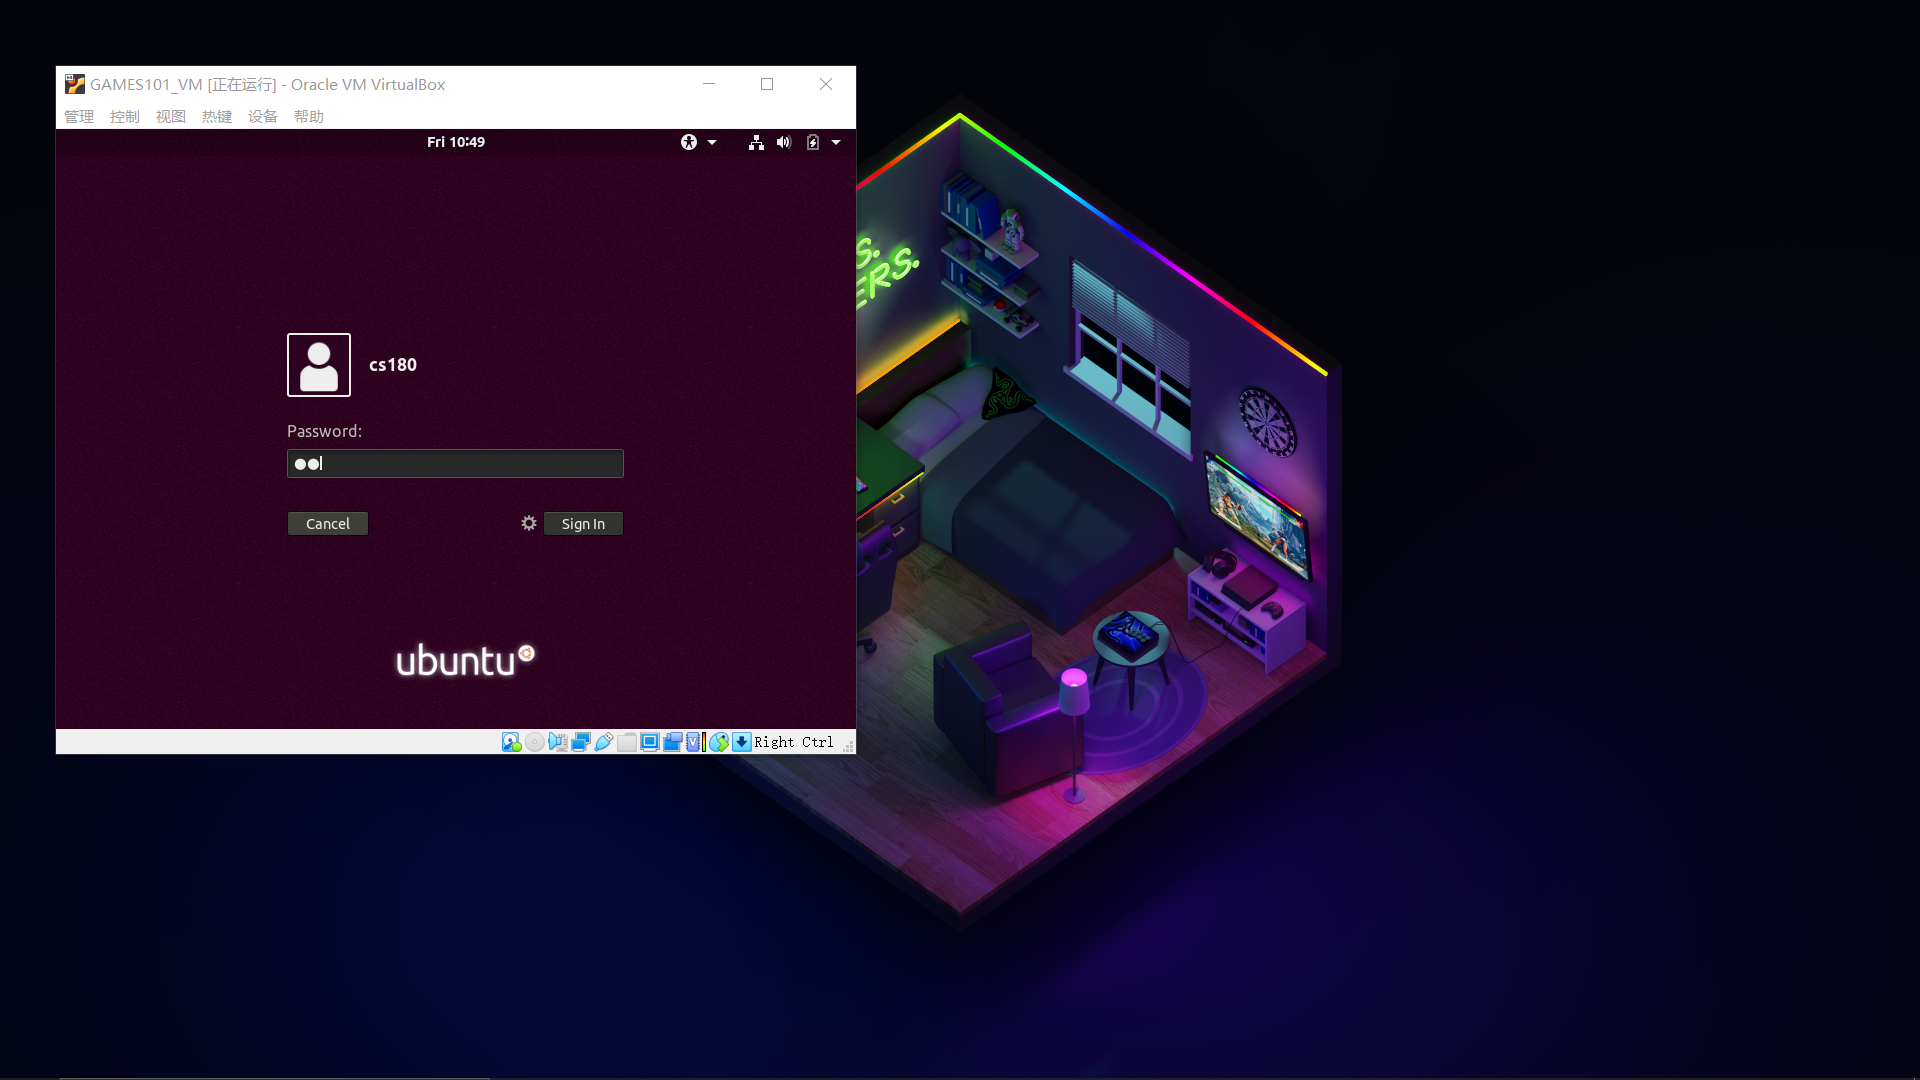 GAMES101_VM [正在运行] - Oracle VM VirtualBox
管理 控制 视图 热键 设备 帮助
Fri 10:49
cs180
Password:
Cancel
Sign In
ubuntu
Right Ctrl
S.
ERS.